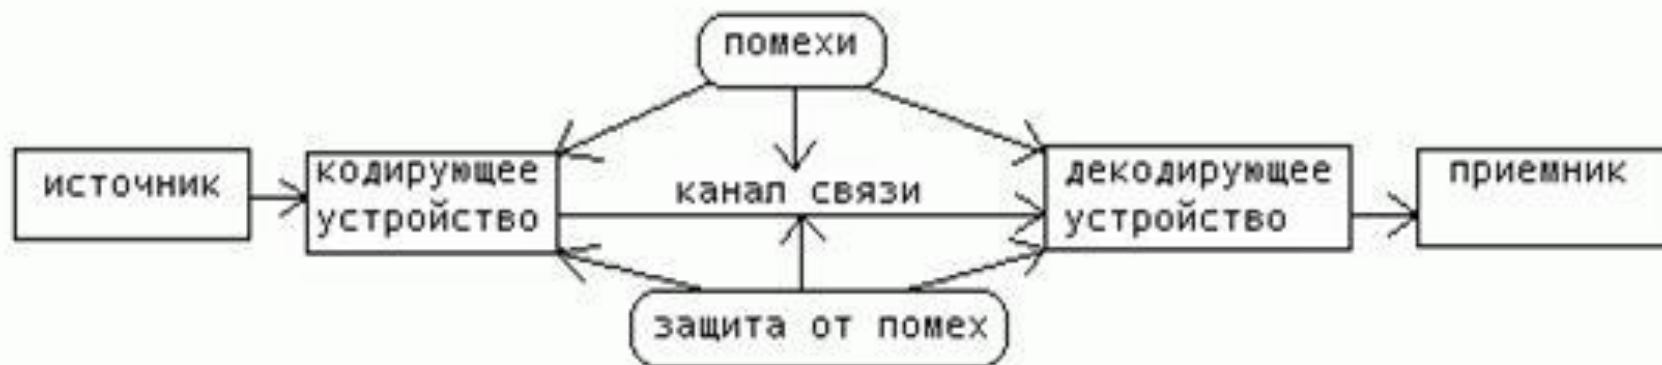 помехи
источник
кодирующее
устройство
канал связи
декодирующее
устройство
приемник
защита от помех